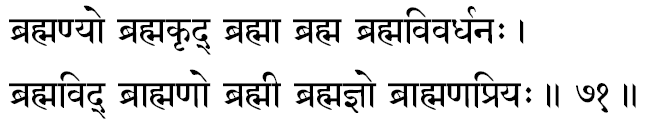 ब्रह्मण्यो ब्रह्मकृद् ब्रह्मा ब्रह्म ब्रह्मविवर्धनः ।
ब्रह्मविद् ब्राह्मणो ब्रह्मी ब्रह्मज्ञो ब्राह्मणप्रियः ॥ ७१ ॥